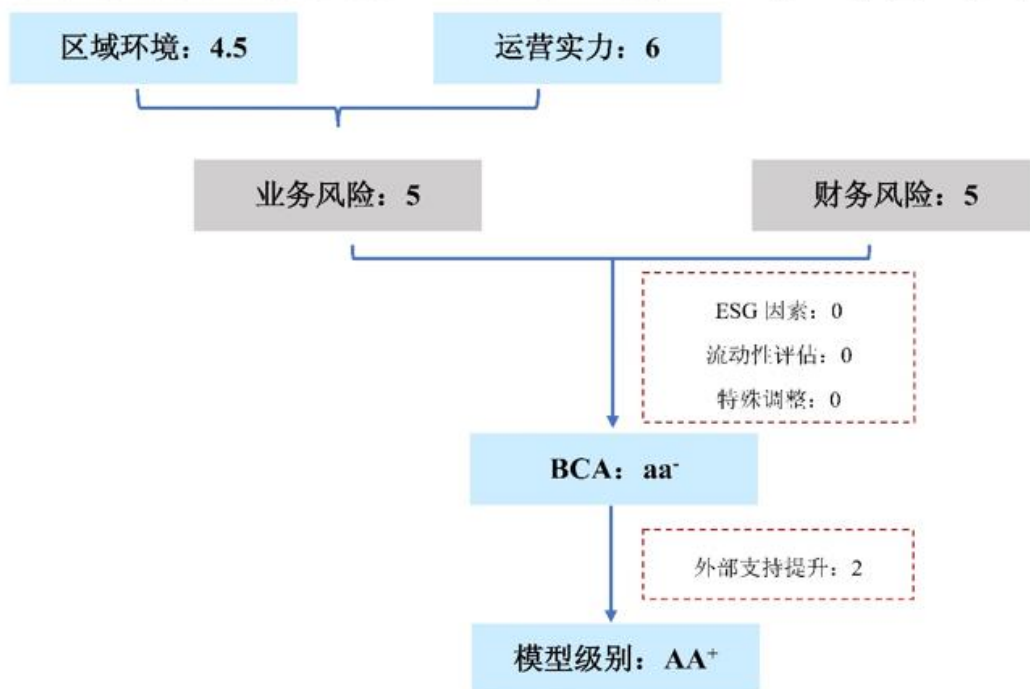 区域环境：4.5
运营实力：6
业务风险：5
财务风险：5
ESG 因素：0
流动性评估：0
特殊调整：0
BCA：aa⁻
外部支持提升：2
模型级别：AA⁺